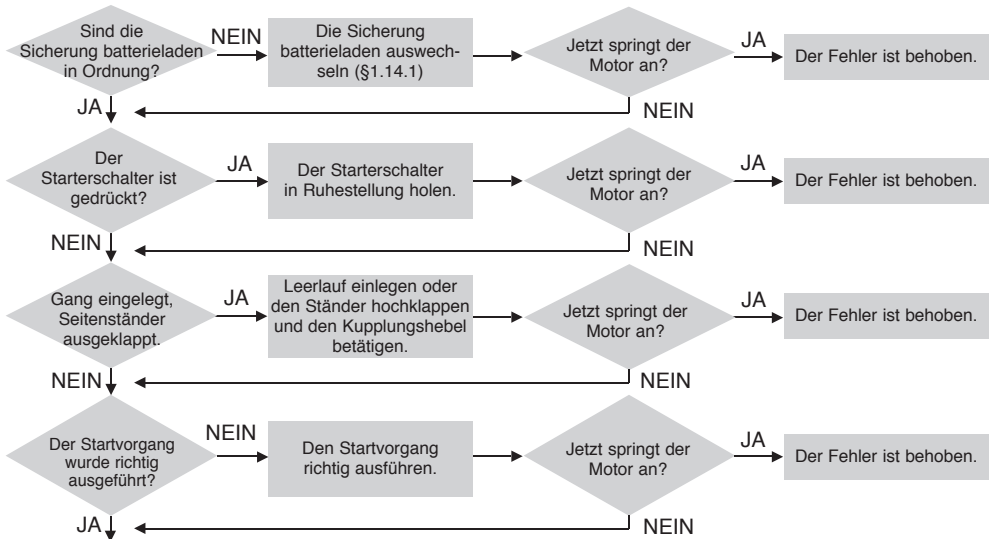 Sind die
Sicherung batterieladen
in Ordnung?
NEIN
Die Sicherung
batterieladen auswech-
seln (§1.14.1)
Jetzt springt der
Motor an?
JA
Der Fehler ist behoben.
NEIN
JA
Der
Starterschalter ist
gedrückt?
JA
Der Starterschalter
in Ruhestellung holen.
Jetzt springt der
Motor an?
JA
Der Fehler ist behoben.
NEIN
NEIN
Gang eingelegt,
Seitenständer
ausgeklappt.
JA
Leerlauf einlegen oder
den Ständer hochklappen
und den Kupplungshebel
betätigen.
Jetzt springt der
Motor an?
JA
Der Fehler ist behoben.
NEIN
NEIN
Der Startvorgang
wurde richtig
ausgeführt?
NEIN
Den Startvorgang
richtig ausführen.
Jetzt springt der
Motor an?
JA
Der Fehler ist behoben.
NEIN
JA